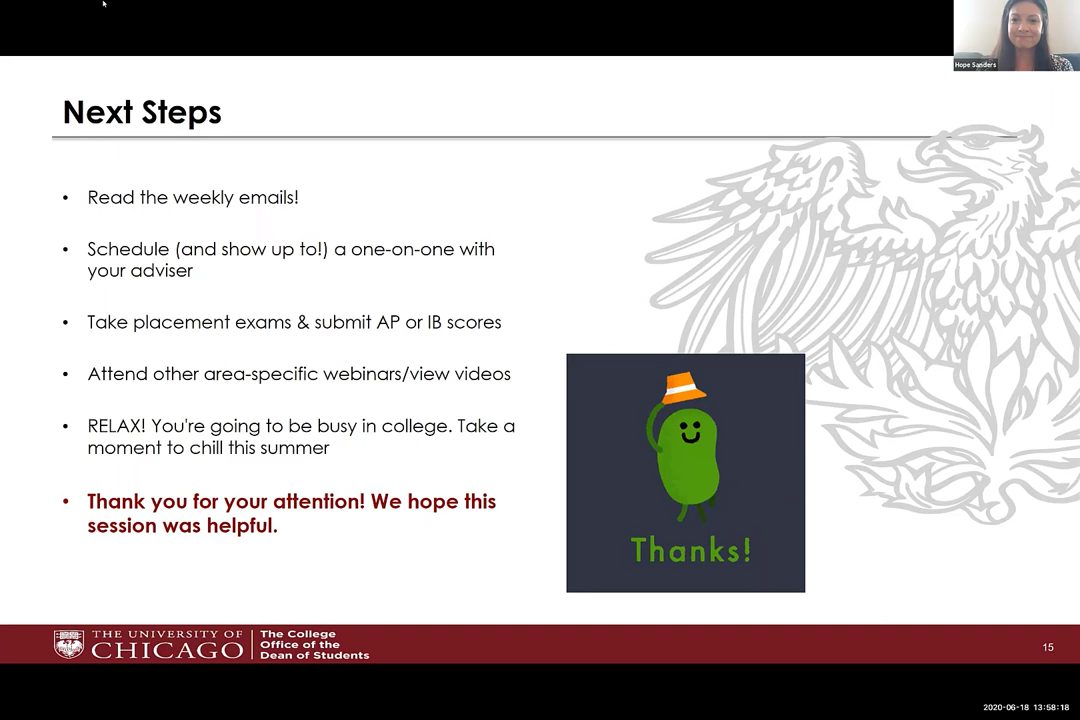 Hope Sanders
Next Steps
• Read the weekly emails!
• Schedule (and show up to!) a one-on-one with
your adviser
• Take placement exams & submit AP or IB scores
• Attend other area-specific webinars/view videos
• RELAX! You're going to be busy in college. Take a
moment to chill this summer
• Thank you for your attention! We hope this
session was helpful.
Thanks!
THE UNIVERSITY OF
CHICAGO
The College
Office of the
Dean of Students
15
2020-06-18 13:58:18